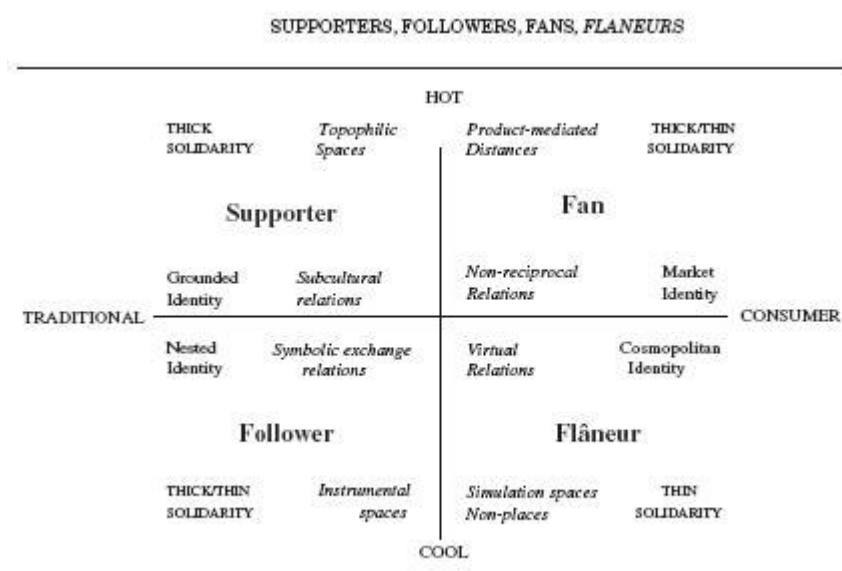 SUPPORTERS, FOLLOWERS, FANS, FLANEURS
HOT
THICK
SOLIDARITY
Topophilic
Spaces
Product-mediated
Distances
THICK/THIN
SOLIDARITY
Supporter
Fan
Grounded
Identity
Subcultural
relations
Non-reciprocal
Relations
Market
Identity
TRADITIONAL
CONSUMER
Nested
Identity
Symbolic exchange
relations
Virtual
Relations
Cosmopolitan
Identity
Follower
Flâneur
THICK/THIN
SOLIDARITY
Instrumental
spaces
Simulation spaces
Non-places
THIN
SOLIDARITY
COOL